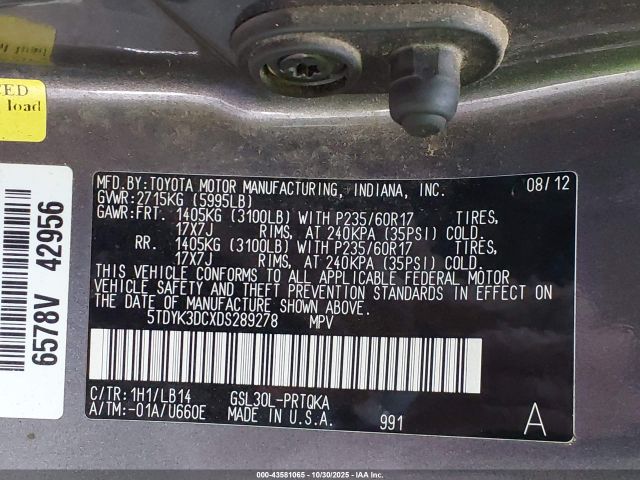 CED
load
6578V 42956
MFD.BY: TOYOTA MOTOR MANUFACTURING, INDIANA, INC. 08/12
GVWR: 2715KG (5995LB)
GAWR:FRT. 1405KG (3100LB) WITH P235/60R17 TIRES,
17X7J RIMS, AT 240KPA (35PSI) COLD.
RR. 1405KG (3100LB) WITH P235/60R17 TIRES,
17X7J RIMS, AT 240KPA (35PSI) COLD.
THIS VEHICLE CONFORMS TO ALL APPLICABLE FEDERAL MOTOR
VEHICLE SAFETY AND THEFT PREVENTION STANDARDS IN EFFECT ON
THE DATE OF MANUFACTURE SHOWN ABOVE.
5TDYK3DCXDS289278 MPV
C/TR: 1H1/LB14 GSL30L-PRTQKA
A/TM: -01A/U660E MADE IN U.S.A. 991 A
10-43581065 • 10/30/2025 • IAA Inc.